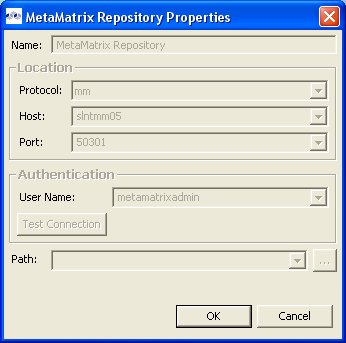 MetaMatrix Repository Properties
Name: MetaMatrix Repository
Location
Protocol: mm
Host: slntmm05
Port: 50301
Authentication
User Name: metamatrixadmin
Test Connection
Path: ...
OK Cancel